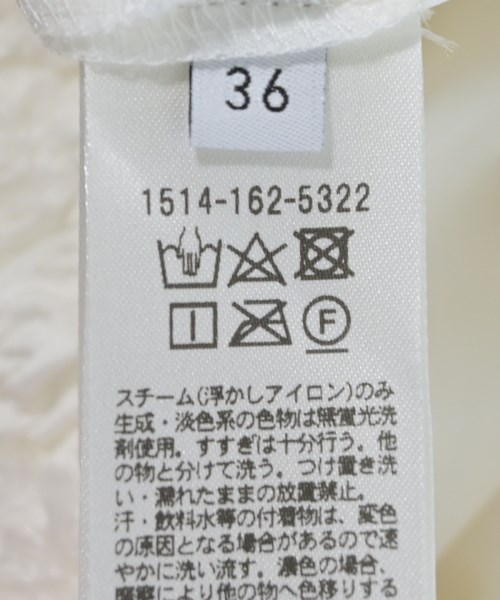 36
1514-162-5322
F
スチーム(浮かしアイロン)のみ
生成・淡色系の色物は無蛍光洗
剤使用。すすぎは十分行う。他
の物と分けて洗う。つけ置き洗
い・濡れたままの放置禁止。
汗・飲料水等の付着物は、変色
の原因となる場合があるので速
やかに洗い流す。濃色の場合、
摩擦により他の物へ色移りする